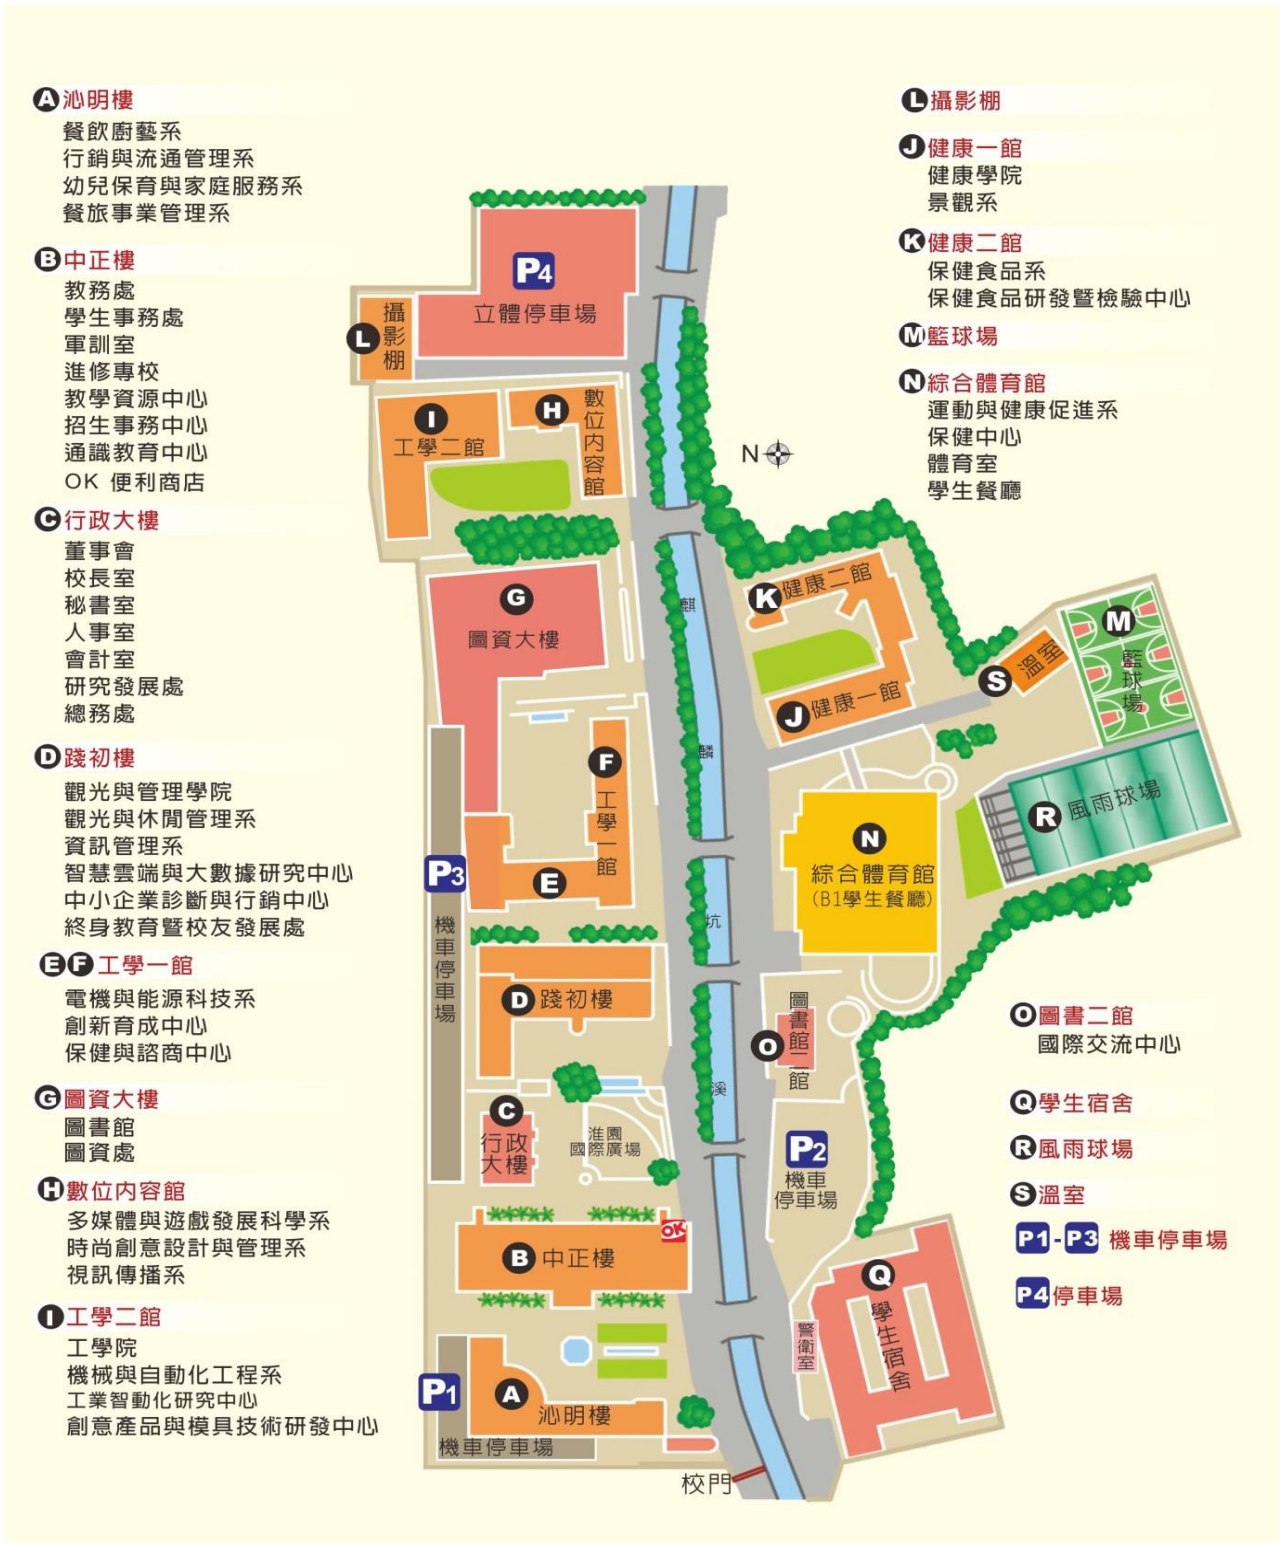 A 沁明樓
餐飲廚藝系
行銷與流通管理系
幼兒保育與家庭服務系
餐旅事業管理系
B 中正樓
教務處
學生事務處
軍訓室
進修專校
教學資源中心
招生事務中心
通識教育中心
OK 便利商店
C 行政大樓
董事會
校長室
秘書室
人事室
會計室
研究發展處
總務處
D 踐初樓
觀光與管理學院
觀光與休閒管理系
資訊管理系
智慧雲端與大數據研究中心
中小企業診斷與行銷中心
終身教育暨校友發展處
E F 工學一館
電機與能源科技系
創新育成中心
保健與諮商中心
G 圖資大樓
圖書館
圖資處
H 數位內容館
多媒體與遊戲發展科學系
時尚創意設計與管理系
視訊傳播系
I 工學二館
工學院
機械與自動化工程系
工業智動化研究中心
創意產品與模具技術研發中心
L 攝影棚
J 健康一館
健康學院
景觀系
K 健康二館
保健食品系
保健食品研發暨檢驗中心
M 籃球場
N 綜合體育館
運動與健康促進系
保健中心
體育室
學生餐廳
O 圖書二館
國際交流中心
Q 學生宿舍
R 風雨球場
S 溫室
P1-P3 機車停車場
P4 停車場
P4
立體停車場
L 攝影棚
I
工學二館
H 數位內容館
N
G
圖資大樓
K 健康二館
J 健康一館
S 溫室
M
籃球場
R 風雨球場
F
工學一館
E
P3
機車停車場
N
綜合體育館
(B1學生餐廳)
麒
麟
坑
溪
D 踐初樓
O 圖書館二館
C
行政
大樓
淮園
國際廣場
P2
機車
停車場
OK
B 中正樓
Q
學生宿舍
警衛室
P1
A
沁明樓
機車停車場
校門